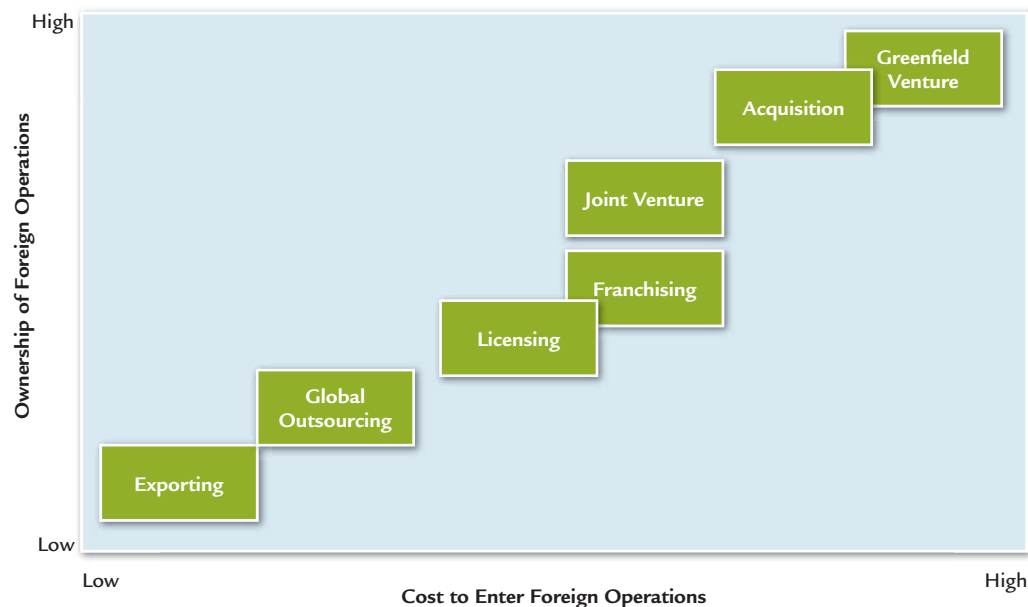 High
Greenfield
Venture
Acquisition
Joint Venture
Franchising
Licensing
Global
Outsourcing
Exporting
Low
Ownership of Foreign Operations
Low
High
Cost to Enter Foreign Operations